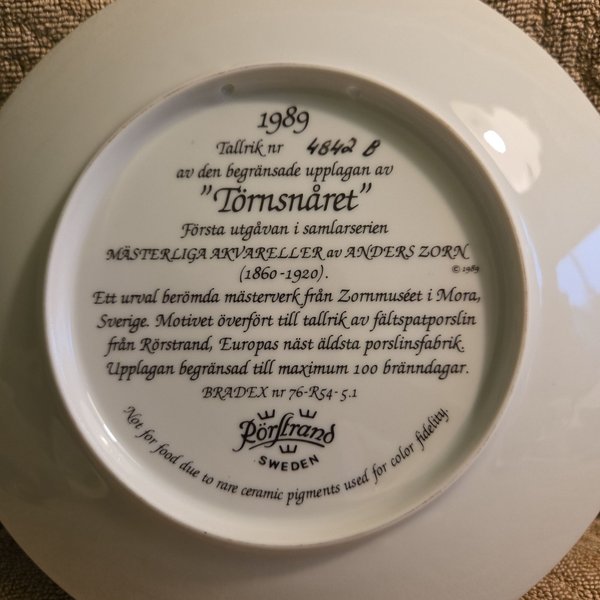 1989
Tallrik nr 4842 B
av den begränsade upplagan av
"Törnsnåret"
Första utgåvan i samlarserien
MÄSTERLIGA AKVARELLER av ANDERS ZORN
(1860-1920).
© 1989
Ett urval berömda mästerverk från Zornmuséet i Mora,
Sverige. Motivet överfört till tallrik av fältspatporslin
från Rörstrand, Europas näst äldsta porslinsfabrik.
Upplagan begränsad till maximum 100 bränndagar.
BRADEX nr 76-R54-5.1
Rörstrand
SWEDEN
Not for food due to rare ceramic pigments used for color fidelity.